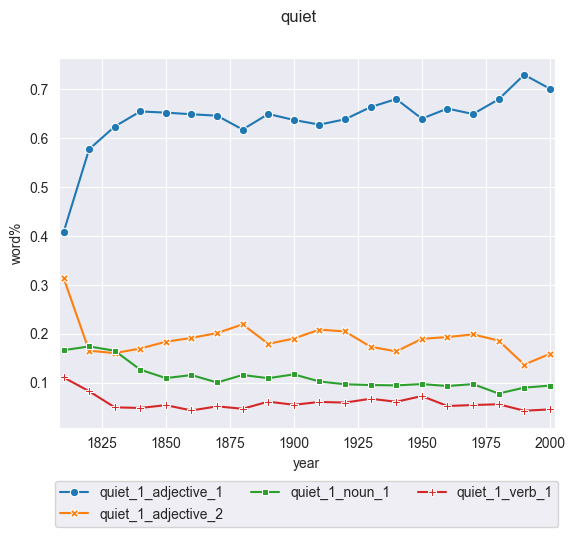 quiet
0.7
0.6
0.5
0.4
0.3
0.2
0.1
word%
1825 1850 1875 1900 1925 1950 1975 2000
year
quiet_1_adjective_1 quiet_1_noun_1 quiet_1_verb_1
quiet_1_adjective_2